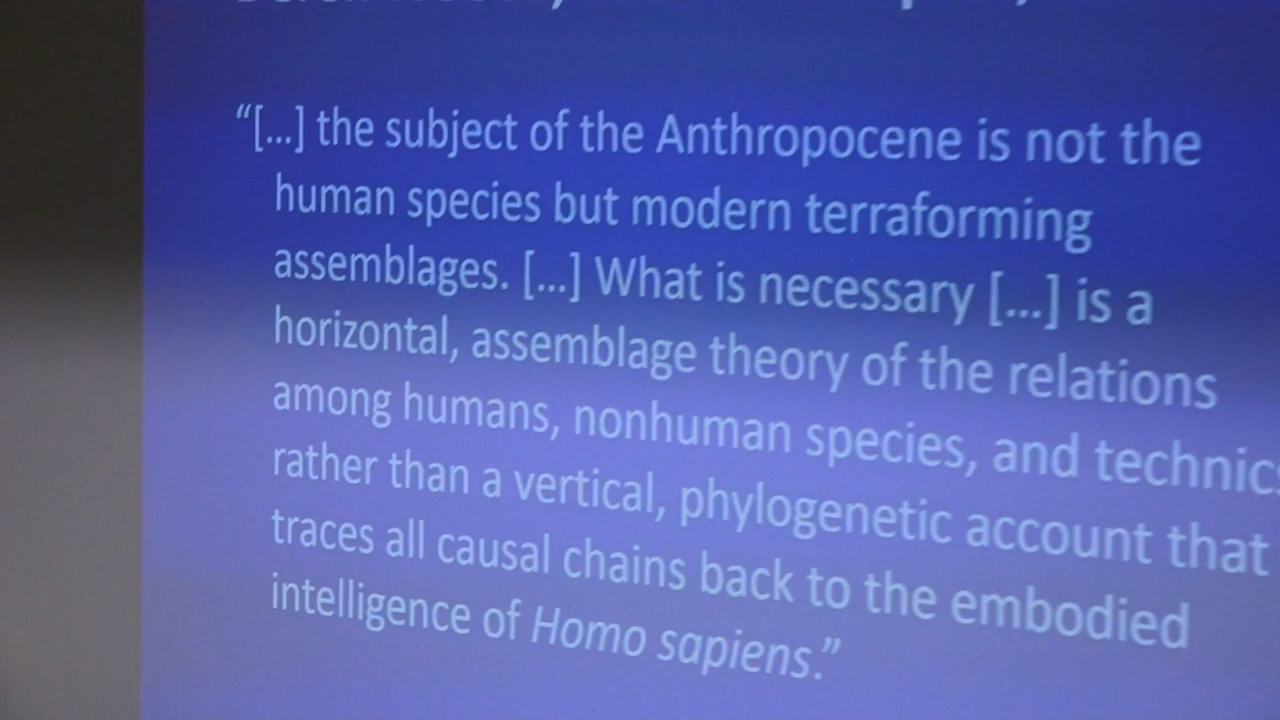 “[...] the subject of the Anthropocene is not the
human species but modern terraforming
assemblages. [...] What is necessary [...] is a
horizontal, assemblage theory of the relations
among humans, nonhuman species, and technics
rather than a vertical, phylogenetic account that
traces all causal chains back to the embodied
intelligence of Homo sapiens.”